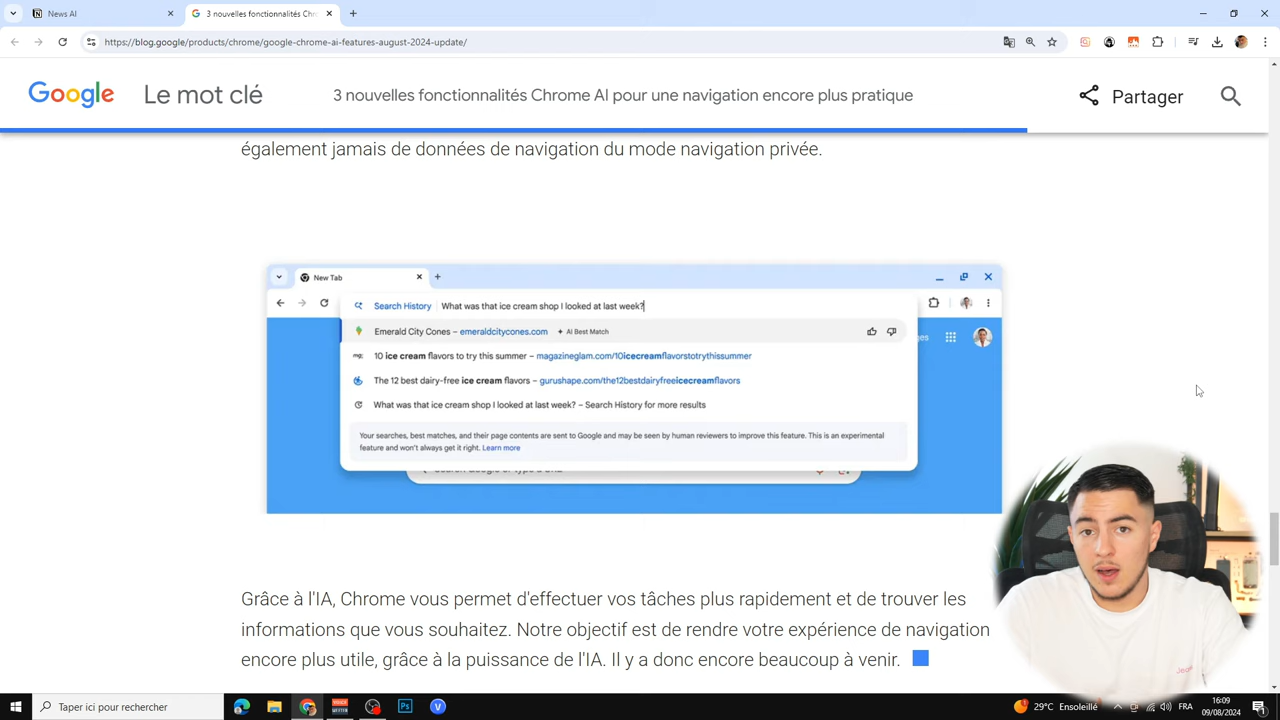 News AI
3 nouvelles fonctionnalités Chr
https://blog.google/products/chrome/google-chrome-ai-features-august-2024-update/
Google Le mot clé
3 nouvelles fonctionnalités Chrome AI pour une navigation encore plus pratique
Partager
également jamais de données de navigation du mode navigation privée.
New Tab
Search History What was that ice cream shop I looked at last week?
Emerald City Cones – emeraldcitycones.com AI Best Match
10 ice cream flavors to try this summer – magazineglam.com/10icecreamflavorstotrythissummer
The 12 best dairy-free ice cream flavors – gurushape.com/the12bestdairyfreeicecreamflavors
What was that ice cream shop I looked at last week? – Search History for more results
Your searches, best matches, and their page contents are sent to Google and may be seen by human reviewers to improve this feature. This is an experimental
feature and won't always get it right. Learn more
Grâce à l'IA, Chrome vous permet d'effectuer vos tâches plus rapidement et de trouver les
informations que vous souhaitez. Notre objectif est de rendre votre expérience de navigation
encore plus utile, grâce à la puissance de l'IA. Il y a donc encore beaucoup à venir.
Taper ici pour rechercher
Ps
V
29°C Ensoleillé
FRA
16:09
09/08/2024